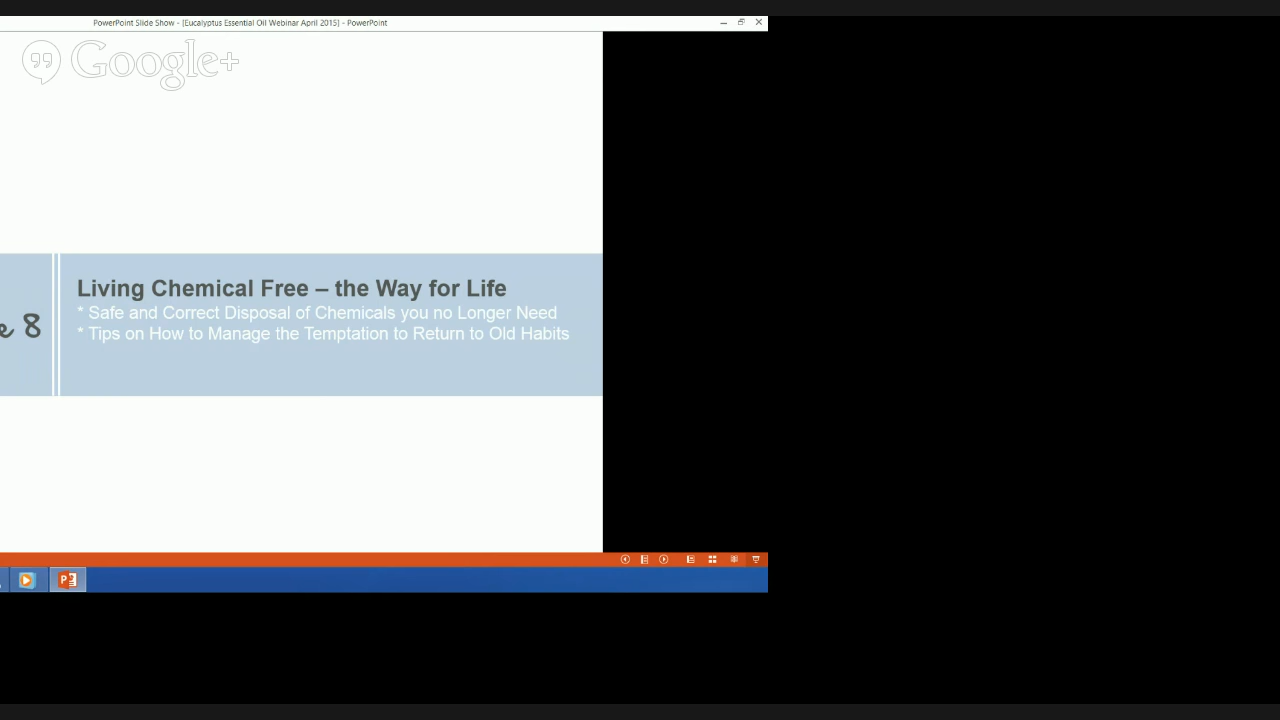 PowerPoint Slide Show - [Eucalyptus Essential Oil Webinar April 2015] - PowerPoint
Google+
Living Chemical Free – the Way for Life
* Safe and Correct Disposal of Chemicals you no Longer Need
8
* Tips on How to Manage the Temptation to Return to Old Habits